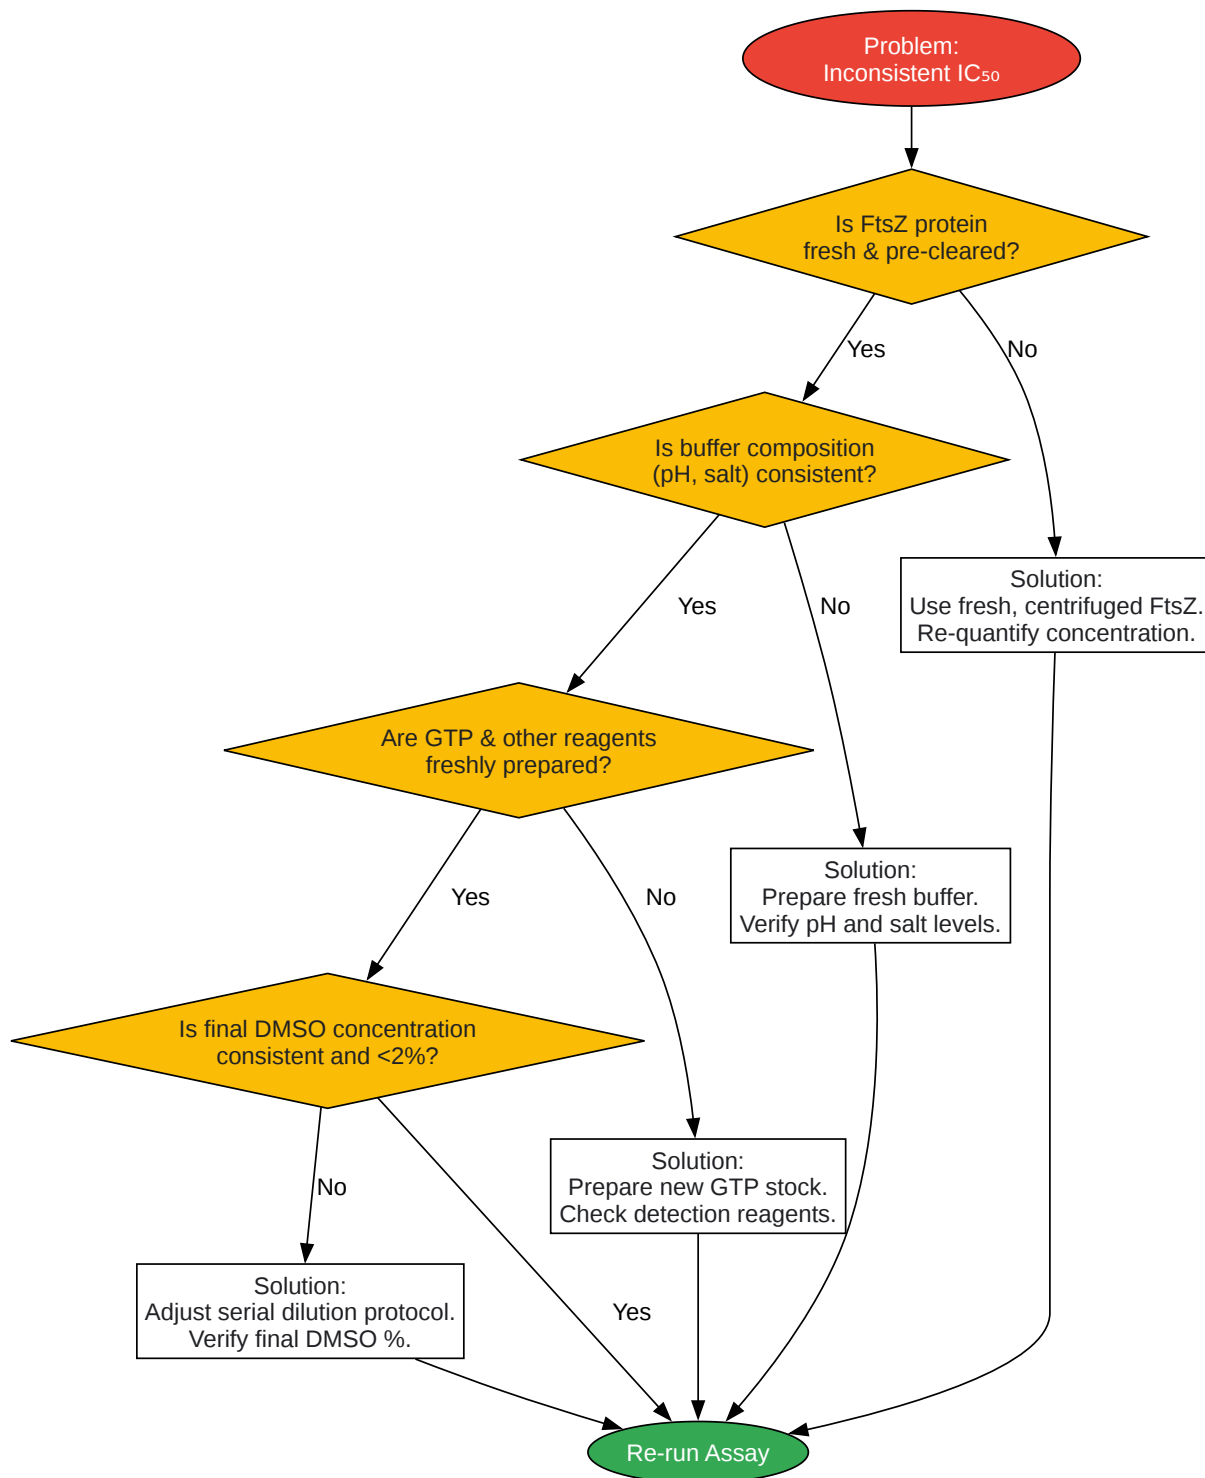 Problem:
Inconsistent IC₅₀
Is FtsZ protein
fresh & pre-cleared?
Yes
No
Is buffer composition
(pH, salt) consistent?
Yes
No
Solution:
Use fresh, centrifuged FtsZ.
Re-quantify concentration.
Are GTP & other reagents
freshly prepared?
Yes
No
Solution:
Prepare fresh buffer.
Verify pH and salt levels.
Is final DMSO concentration
consistent and <2%?
No
Yes
Solution:
Prepare new GTP stock.
Check detection reagents.
Solution:
Adjust serial dilution protocol.
Verify final DMSO %.
Re-run Assay